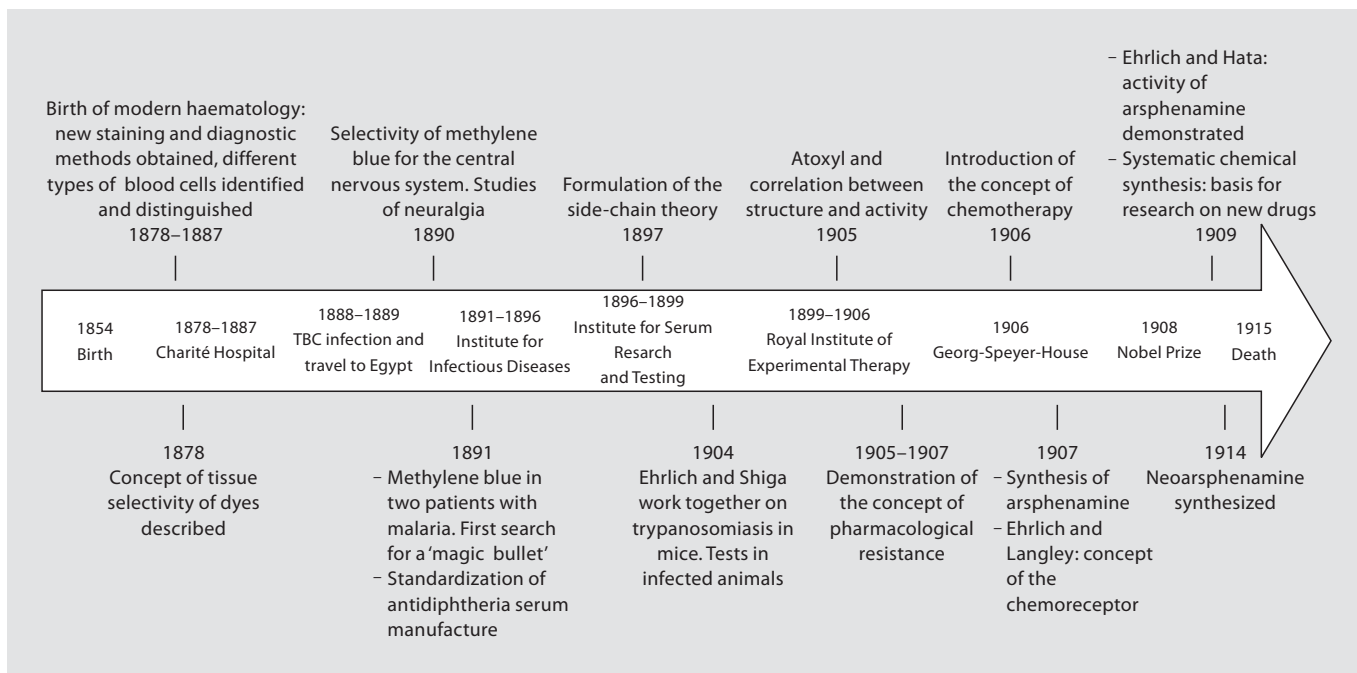 Birth of modern haematology:
new staining and diagnostic
methods obtained, different
types of blood cells identified
and distinguished
1878–1887
Selectivity of methylene
blue for the central
nervous system. Studies
of neuralgia
1890
Formulation of the
side-chain theory
1897
Atoxyl and
correlation between
structure and activity
1905
Introduction of
the concept of
chemotherapy
1906
– Ehrlich and Hata:
activity of
arsphenamine
demonstrated
– Systematic chemical
synthesis: basis for
research on new drugs
1909
1854
Birth
1878–1887
Charité Hospital
1888–1889
TBC infection and
travel to Egypt
1891–1896
Institute for
Infectious Diseases
1896–1899
Institute for Serum
Resarch
and Testing
1899–1906
Royal Institute of
Experimental Therapy
1906
Georg-Speyer-House
1908
Nobel Prize
1915
Death
1878
Concept of tissue
selectivity of dyes
described
1891
– Methylene blue in
two patients with
malaria. First search
for a ‘magic bullet’
– Standardization of
antidiphtheria serum
manufacture
1904
Ehrlich and Shiga
work together on
trypanosomiasis in
mice. Tests in
infected animals
1905–1907
Demonstration of
the concept of
pharmacological
resistance
1907
– Synthesis of
arsphenamine
– Ehrlich and
Langley: concept
of the
chemoreceptor
1914
Neoarsphenamine
synthesized